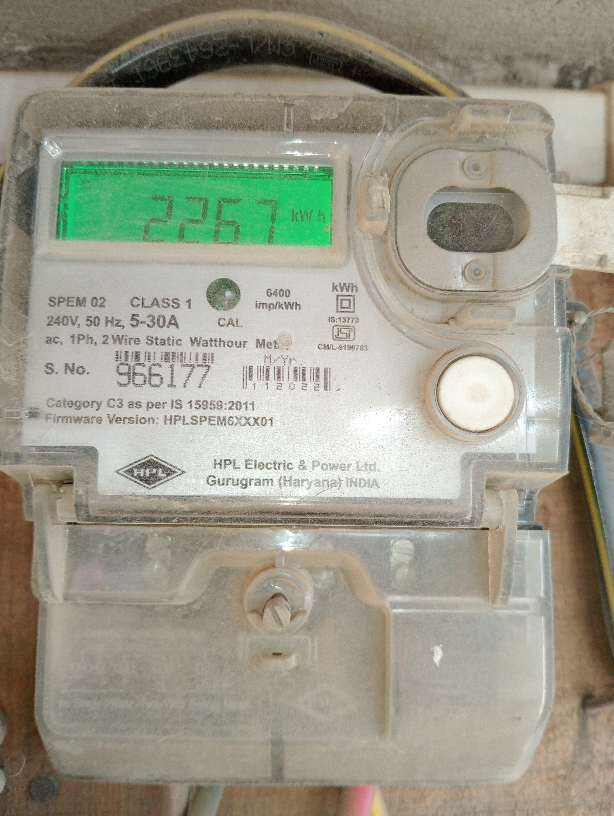 2267 kWh
SPEM 02 CLASS 1
6400 imp/kWh
kWh
240V, 50 Hz, 5-30A
CAL
IS:13779
ac, 1Ph, 2 Wire Static Watthour
S. No. 966177
M/Yr.
112022
Category C3 as per IS 15959:2011
Firmware Version: HPLSPEM6XXX01
HPL
HPL Electric & Power Ltd.
Gurugram (Haryana) INDIA